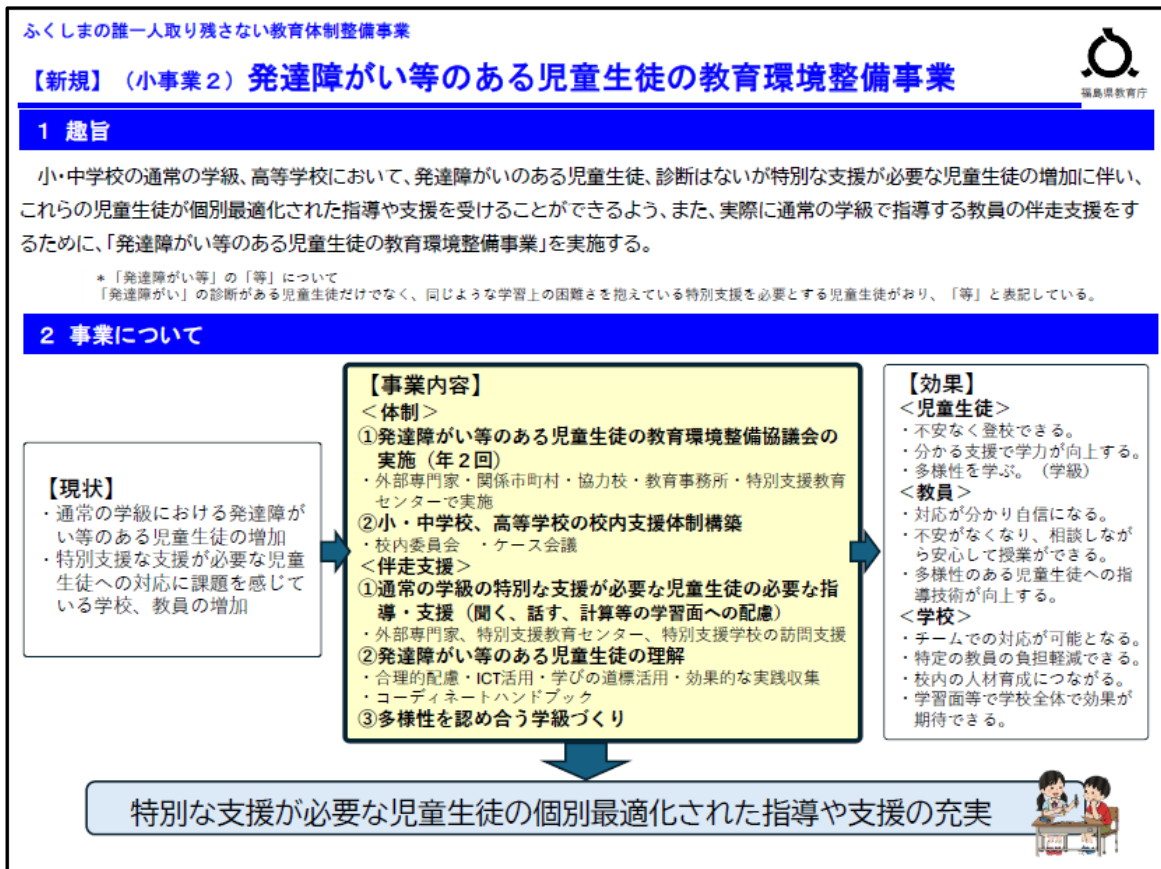 ふくしまの誰一人取り残さない教育体制整備事業
【新規】（小事業２）発達障がい等のある児童生徒の教育環境整備事業
福島県教育庁
１ 趣旨
小・中学校の通常の学級、高等学校において、発達障がいのある児童生徒、診断はないが特別な支援が必要な児童生徒の増加に伴い、
これらの児童生徒が個別最適化された指導や支援を受けることができるよう、また、実際に通常の学級で指導する教員の伴走支援をす
るために、「発達障がい等のある児童生徒の教育環境整備事業」を実施する。
＊「発達障がい等」の「等」について
「発達障がい」の診断がある児童生徒だけでなく、同じような学習上の困難さを抱えている特別支援を必要とする児童生徒がおり、「等」と表記している。
２ 事業について
【現状】
・通常の学級における発達障が
い等のある児童生徒の増加
・特別支援な支援が必要な児童
生徒への対応に課題を感じて
いる学校、教員の増加
【事業内容】
＜体制＞
①発達障がい等のある児童生徒の教育環境整備協議会の
実施（年２回）
・外部専門家・関係市町村・協力校・教育事務所・特別支援教育
センターで実施
②小・中学校、高等学校の校内支援体制構築
・校内委員会 ・ケース会議
＜伴走支援＞
①通常の学級の特別な支援が必要な児童生徒の必要な指
導・支援（聞く、話す、計算等の学習面への配慮）
・外部専門家、特別支援教育センター、特別支援学校の訪問支援
②発達障がい等のある児童生徒の理解
・合理的配慮・ICT活用・学びの道標活用・効果的な実践収集
・コーディネートハンドブック
③多様性を認め合う学級づくり
【効果】
＜児童生徒＞
・不安なく登校できる。
・分かる支援で学力が向上する。
・多様性を学ぶ。（学級）
＜教員＞
・対応が分かり自信になる。
・不安がなくなり、相談しなが
ら安心して授業ができる。
・多様性のある児童生徒への指
導技術が向上する。
＜学校＞
・チームでの対応が可能となる。
・特定の教員の負担軽減できる。
・校内の人材育成につながる。
・学習面等で学校全体で効果が
期待できる。
特別な支援が必要な児童生徒の個別最適化された指導や支援の充実